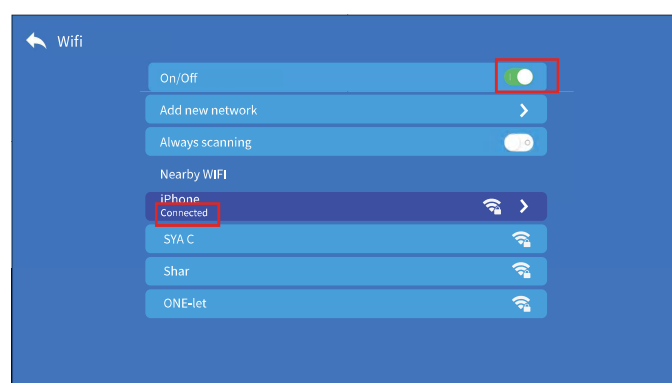 Wifi
On/Off
Add new network
Always scanning
Nearby WIFI
iPhone
Connected
SYA C
Shar
ONE-let